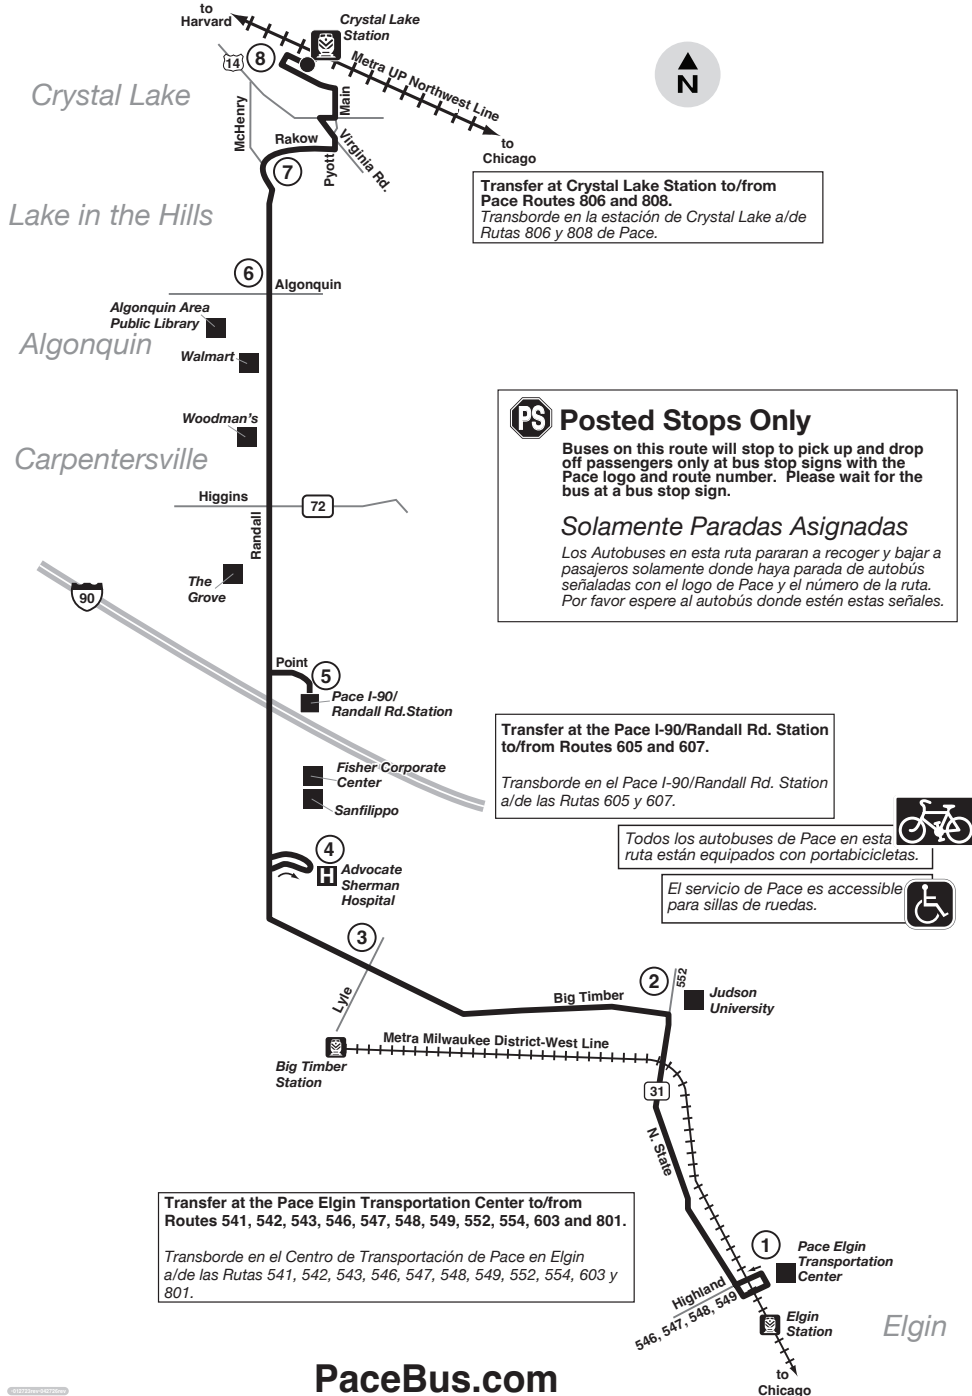 to
Harvard
Crystal Lake
Station
14
8
Metra UP Northwest Line
N
Crystal Lake
McHenry
Main
Rakow
Virginia Rd.
Pyott
to
Chicago
7
Transfer at Crystal Lake Station to/from
Pace Routes 806 and 808.
Transborde en la estación de Crystal Lake a/de
Rutas 806 y 808 de Pace.
Lake in the Hills
6
Algonquin
Algonquin Area
Public Library
Algonquin
Walmart
Woodman's
Carpentersville
PS
Posted Stops Only
Buses on this route will stop to pick up and drop
off passengers only at bus stop signs with the
Pace logo and route number. Please wait for the
bus at a bus stop sign.
Solamente Paradas Asignadas
Los Autobuses en esta ruta pararan a recoger y bajar a
pasajeros solamente donde haya parada de autobús
señaladas con el logo de Pace y el número de la ruta.
Por favor espere al autobús donde estén estas señales.
Higgins
72
Randall
The
Grove
90
Point
5
Pace I-90/
Randall Rd.Station
Transfer at the Pace I-90/Randall Rd. Station
to/from Routes 605 and 607.
Transborde en el Pace I-90/Randall Rd. Station
a/de las Rutas 605 y 607.
Fisher Corporate
Center
Sanfilippo
Todos los autobuses de Pace en esta
ruta están equipados con portabicicletas.
4
H
Advocate
Sherman
Hospital
El servicio de Pace es accessible
para sillas de ruedas.
3
Lyle
2
552
Judson
University
Big Timber
Metra Milwaukee District-West Line
Big Timber
Station
31
N. State
Transfer at the Pace Elgin Transportation Center to/from
Routes 541, 542, 543, 546, 547, 548, 549, 552, 554, 603 and 801.
Transborde en el Centro de Transportación de Pace en Elgin
a/de las Rutas 541, 542, 543, 546, 547, 548, 549, 552, 554, 603 y
801.
1
Pace Elgin
Transportation
Center
Highland
546, 547, 548, 549
Elgin
Station
Elgin
to
Chicago
PaceBus.com